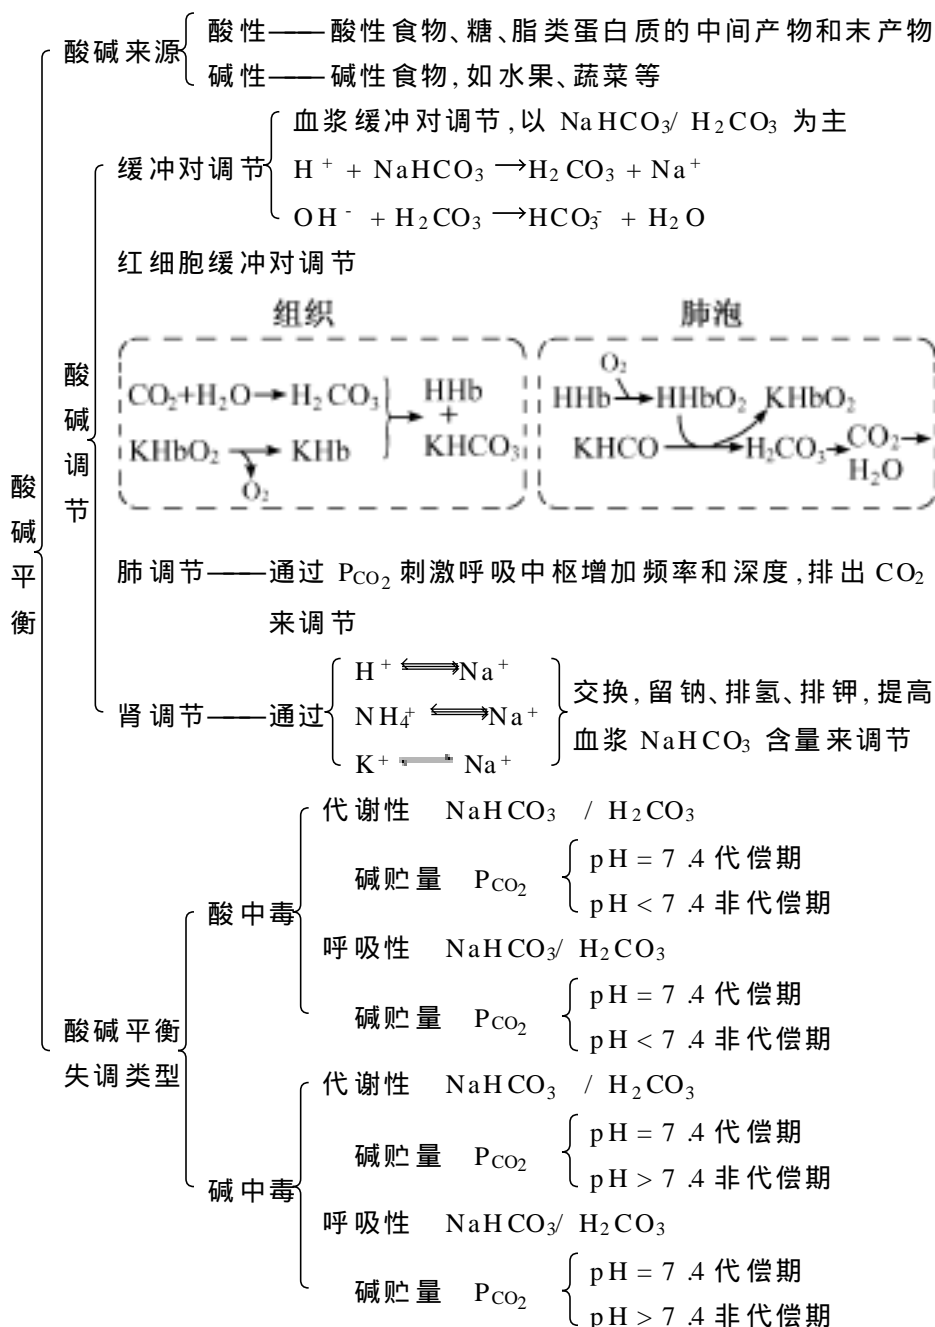 酸碱平衡
酸碱来源
酸性——酸性食物、糖、脂类蛋白质的中间产物和末产物
碱性——碱性食物,如水果、蔬菜等
酸碱调节
缓冲对调节
血浆缓冲对调节,以 NaHCO3/ H2CO3 为主
H+ + NaHCO3 →H2CO3 + Na+
OH- + H2CO3 →HCO3- + H2O
红细胞缓冲对调节
组织
肺泡
CO2+H2O→H2CO3
HHb
+
KHCO3
KHbO2 → KHb
O2
O2
HHb→HHbO2 KHbO2
KHCO →H2CO3→CO2→
H2O
肺调节——通过 PCO2 刺激呼吸中枢增加频率和深度,排出 CO2
来调节
肾调节——通过
H+ ⇌ Na+
NH4+ ⇌ Na+
K+ ⇌ Na+
交换,留钠、排氢、排钾,提高
血浆 NaHCO3 含量来调节
酸碱平衡
失调类型
酸中毒
代谢性 NaHCO3 / H2CO3
碱贮量 PCO2
pH = 7.4 代偿期
pH < 7.4 非代偿期
呼吸性 NaHCO3/ H2CO3
碱贮量 PCO2
pH = 7.4 代偿期
pH < 7.4 非代偿期
碱中毒
代谢性 NaHCO3 / H2CO3
碱贮量 PCO2
pH = 7.4 代偿期
pH > 7.4 非代偿期
呼吸性 NaHCO3/ H2CO3
碱贮量 PCO2
pH = 7.4 代偿期
pH > 7.4 非代偿期